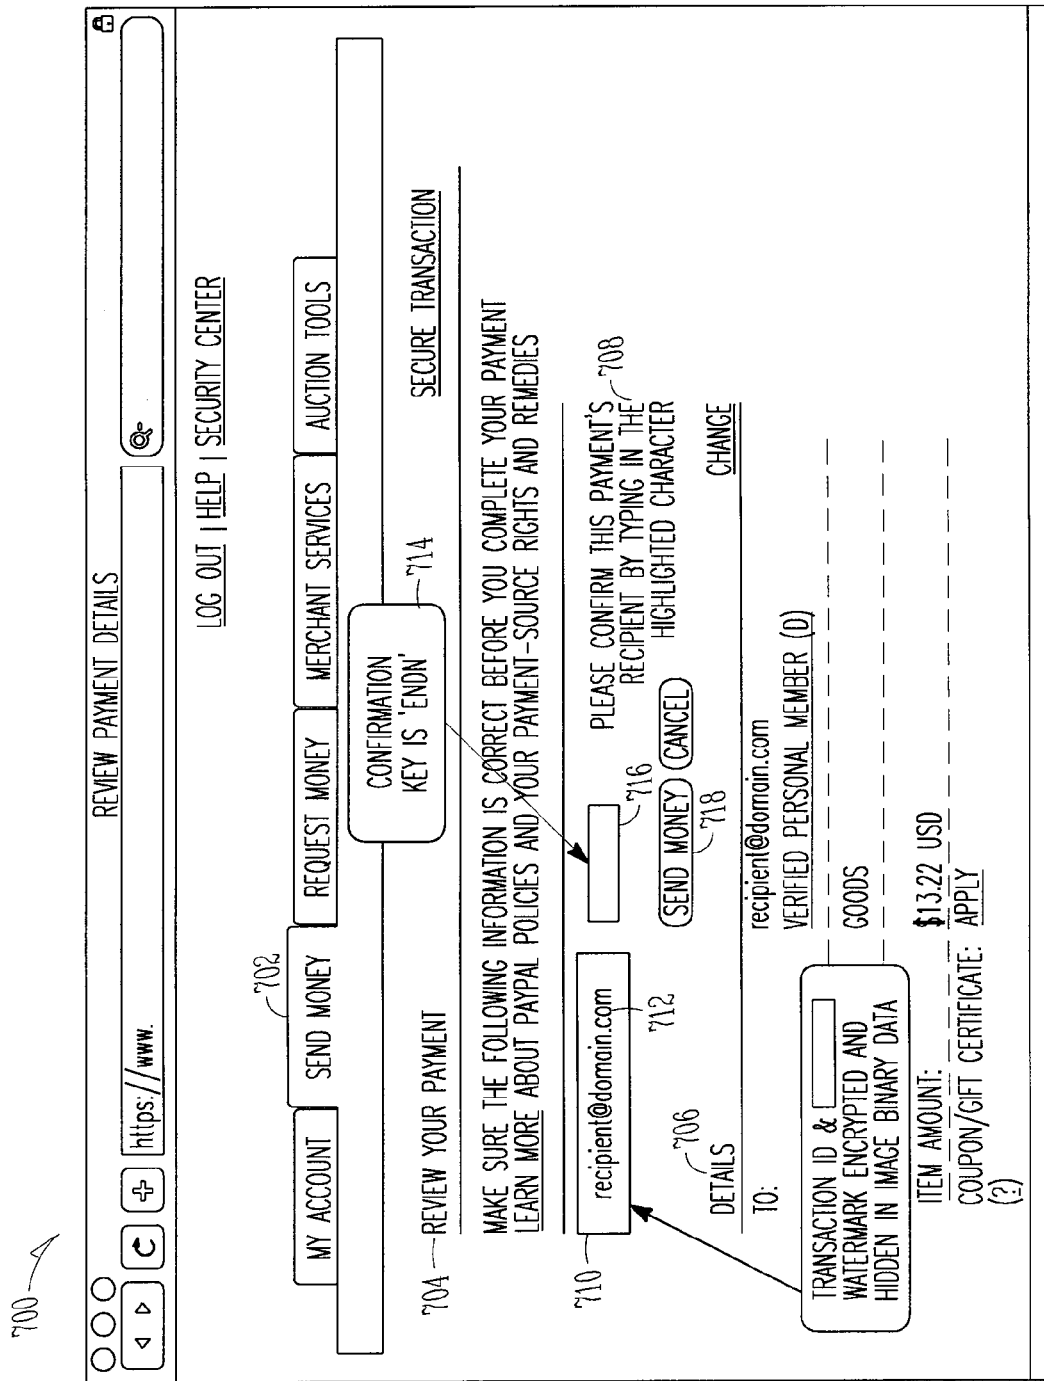 700
REVIEW PAYMENT DETAILS
https://www.
LOG OUT | HELP | SECURITY CENTER
702
MY ACCOUNT
SEND MONEY
REQUEST MONEY
MERCHANT SERVICES
AUCTION TOOLS
CONFIRMATION
KEY IS 'ENDN'
714
704
REVIEW YOUR PAYMENT
SECURE TRANSACTION
MAKE SURE THE FOLLOWING INFORMATION IS CORRECT BEFORE YOU COMPLETE YOUR PAYMENT
LEARN MORE ABOUT PAYPAL POLICIES AND YOUR PAYMENT-SOURCE RIGHTS AND REMEDIES
710
recipient@domain.com
712
716
PLEASE CONFIRM THIS PAYMENT'S
RECIPIENT BY TYPING IN THE
HIGHLIGHTED CHARACTER
708
SEND MONEY
CANCEL
718
706
DETAILS
CHANGE
TO:
recipient@domain.com
VERIFIED PERSONAL MEMBER (D)
TRANSACTION ID &
WATERMARK ENCRYPTED AND
HIDDEN IN IMAGE BINARY DATA
GOODS
ITEM AMOUNT: $13.22 USD
COUPON/GIFT CERTIFICATE: APPLY
(?)